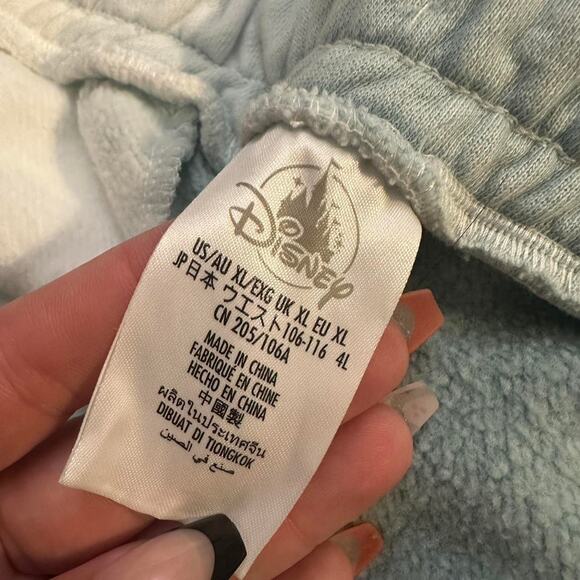 Disney
US/AU XL/EXG UK XL EU XL
JP 日本 ウエスト106-116 4L
CN 205/106A
MADE IN CHINA
FABRIQUÉ EN CHINE
HECHO EN CHINA
中國製
ผลิตในประเทศจีน
DIBUAT DI TIONGKOK
صنع في الصين